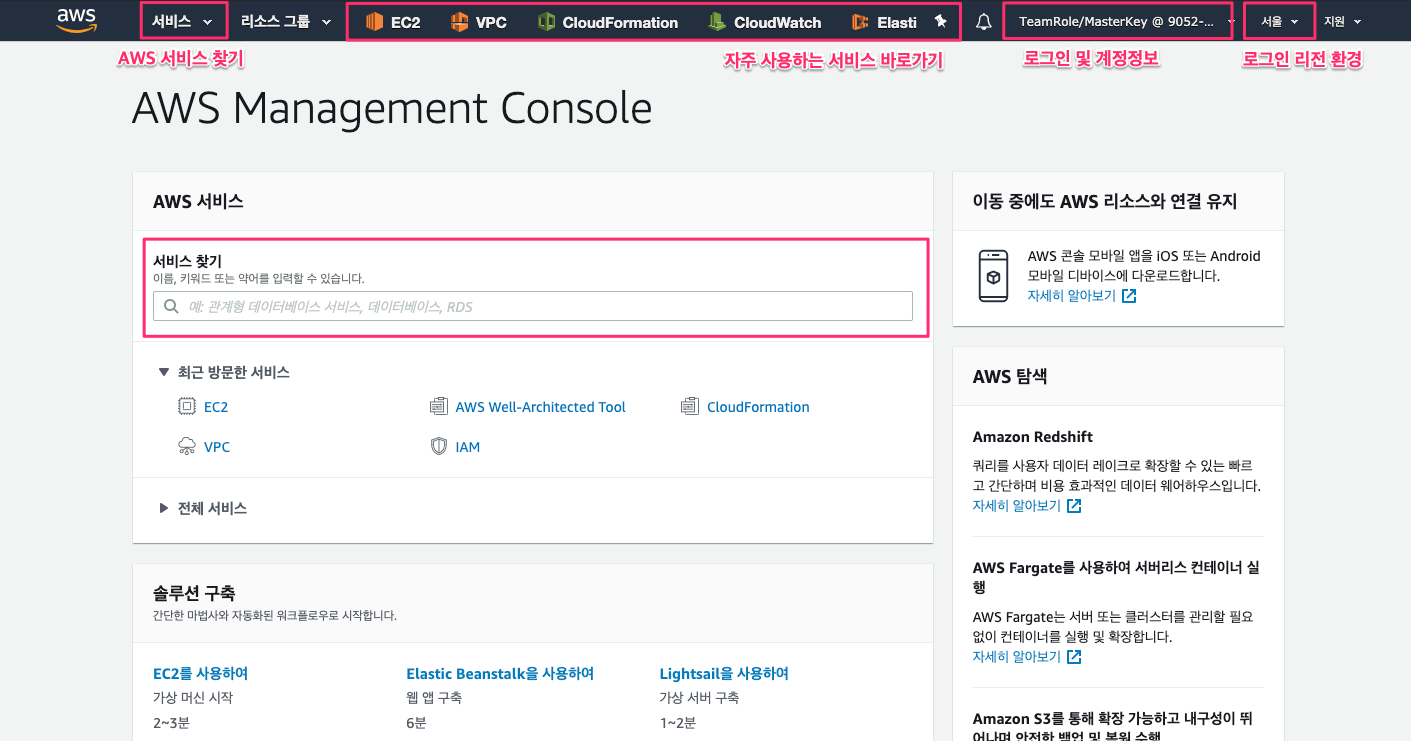 aws
서비스
리소스 그룹
EC2
VPC
CloudFormation
CloudWatch
Elasti
TeamRole/MasterKey @ 9052-...
서울
지원
AWS 서비스 찾기
자주 사용하는 서비스 바로가기
로그인 및 계정정보
로그인 리전 환경
AWS Management Console
AWS 서비스
서비스 찾기
이름, 키워드 또는 약어를 입력할 수 있습니다.
예: 관계형 데이터베이스 서비스, 데이터베이스, RDS
최근 방문한 서비스
EC2
AWS Well-Architected Tool
CloudFormation
VPC
IAM
전체 서비스
솔루션 구축
간단한 마법사와 자동화된 워크플로우로 시작합니다.
EC2를 사용하여
가상 머신 시작
2~3분
Elastic Beanstalk을 사용하여
웹 앱 구축
6분
Lightsail을 사용하여
가상 서버 구축
1~2분
이동 중에도 AWS 리소스와 연결 유지
AWS 콘솔 모바일 앱을 iOS 또는 Android
모바일 디바이스에 다운로드합니다.
자세히 알아보기
AWS 탐색
Amazon Redshift
쿼리를 사용자 데이터 레이크로 확장할 수 있는 빠르
고 간단하며 비용 효과적인 데이터 웨어하우스입니다.
자세히 알아보기
AWS Fargate를 사용하여 서버리스 컨테이너 실
행
AWS Fargate는 서버 또는 클러스터를 관리할 필요
없이 컨테이너를 실행 및 확장합니다.
자세히 알아보기
Amazon S3를 통해 확장 가능하고 내구성이 뛰
어나며 안전한 백업 및 복원 수행